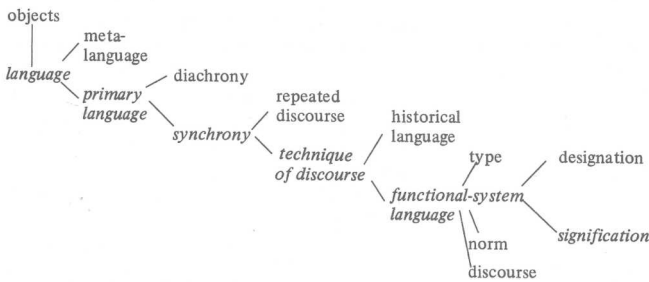 objects
meta-
language
language
primary
language
diachrony
synchrony
repeated
discourse
technique
of discourse
historical
language
type
functional-system
language
norm
discourse
designation
signification